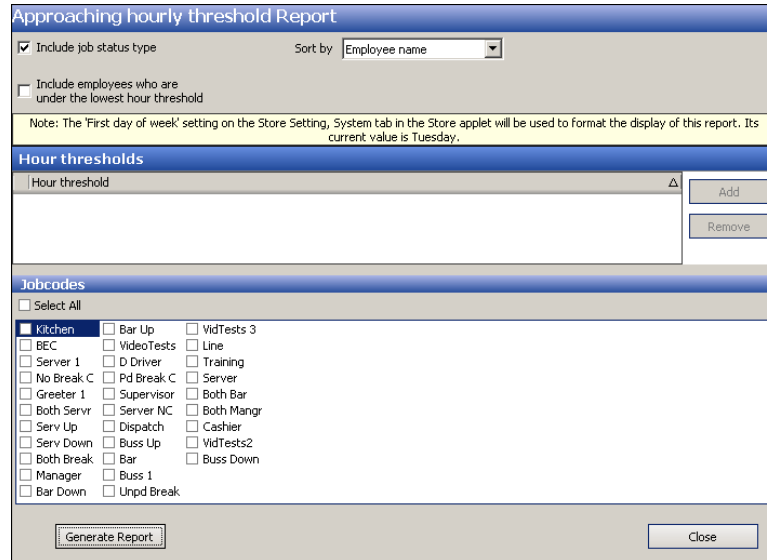 Approaching hourly threshold Report
Include job status type Sort by Employee name
Include employees who are
under the lowest hour threshold
Note: The 'First day of week' setting on the Store Setting, System tab in the Store applet will be used to format the display of this report. Its
current value is Tuesday.
Hour thresholds
Hour threshold
Add
Remove
Jobcodes
Select All
Kitchen Bar Up VidTests 3
BEC VideoTests Line
Server 1 D Driver Training
No Break C Pd Break C Server
Greeter 1 Supervisor Both Bar
Both Servr Server NC Both Mangr
Serv Up Dispatch Cashier
Serv Down Buss Up VidTests2
Both Break Bar Buss Down
Manager Buss 1
Bar Down Unpd Break
Generate Report Close